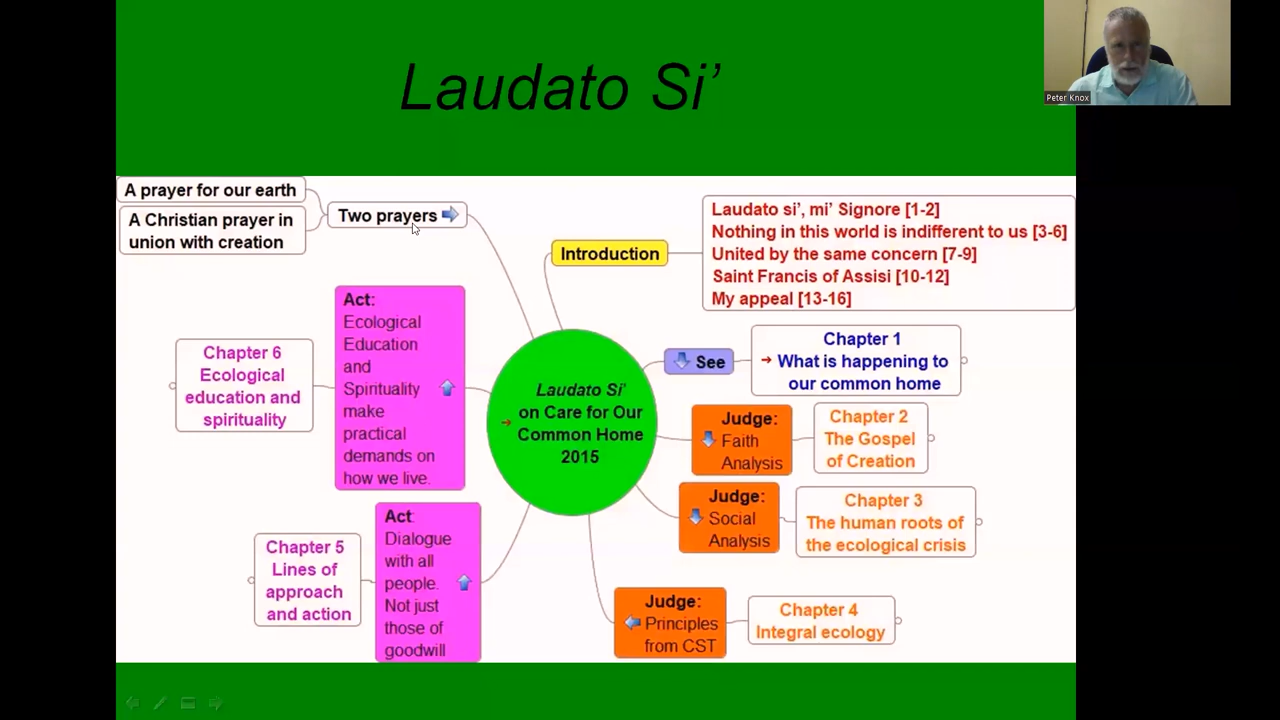 Laudato Si’
Peter Knox
A prayer for our earth
A Christian prayer in
union with creation
Two prayers
Introduction
Laudato si’, mi’ Signore [1-2]
Nothing in this world is indifferent to us [3-6]
United by the same concern [7-9]
Saint Francis of Assisi [10-12]
My appeal [13-16]
Laudato Si’
on Care for Our
Common Home
2015
See
Chapter 1
What is happening to
our common home
Judge:
Faith
Analysis
Chapter 2
The Gospel
of Creation
Judge:
Social
Analysis
Chapter 3
The human roots of
the ecological crisis
Judge:
Principles
from CST
Chapter 4
Integral ecology
Act
Dialogue
with all
people.
Not just
those of
goodwill
Chapter 5
Lines of
approach
and action
Act:
Ecological
Education
and
Spirituality
make
practical
demands on
how we live.
Chapter 6
Ecological
education and
spirituality